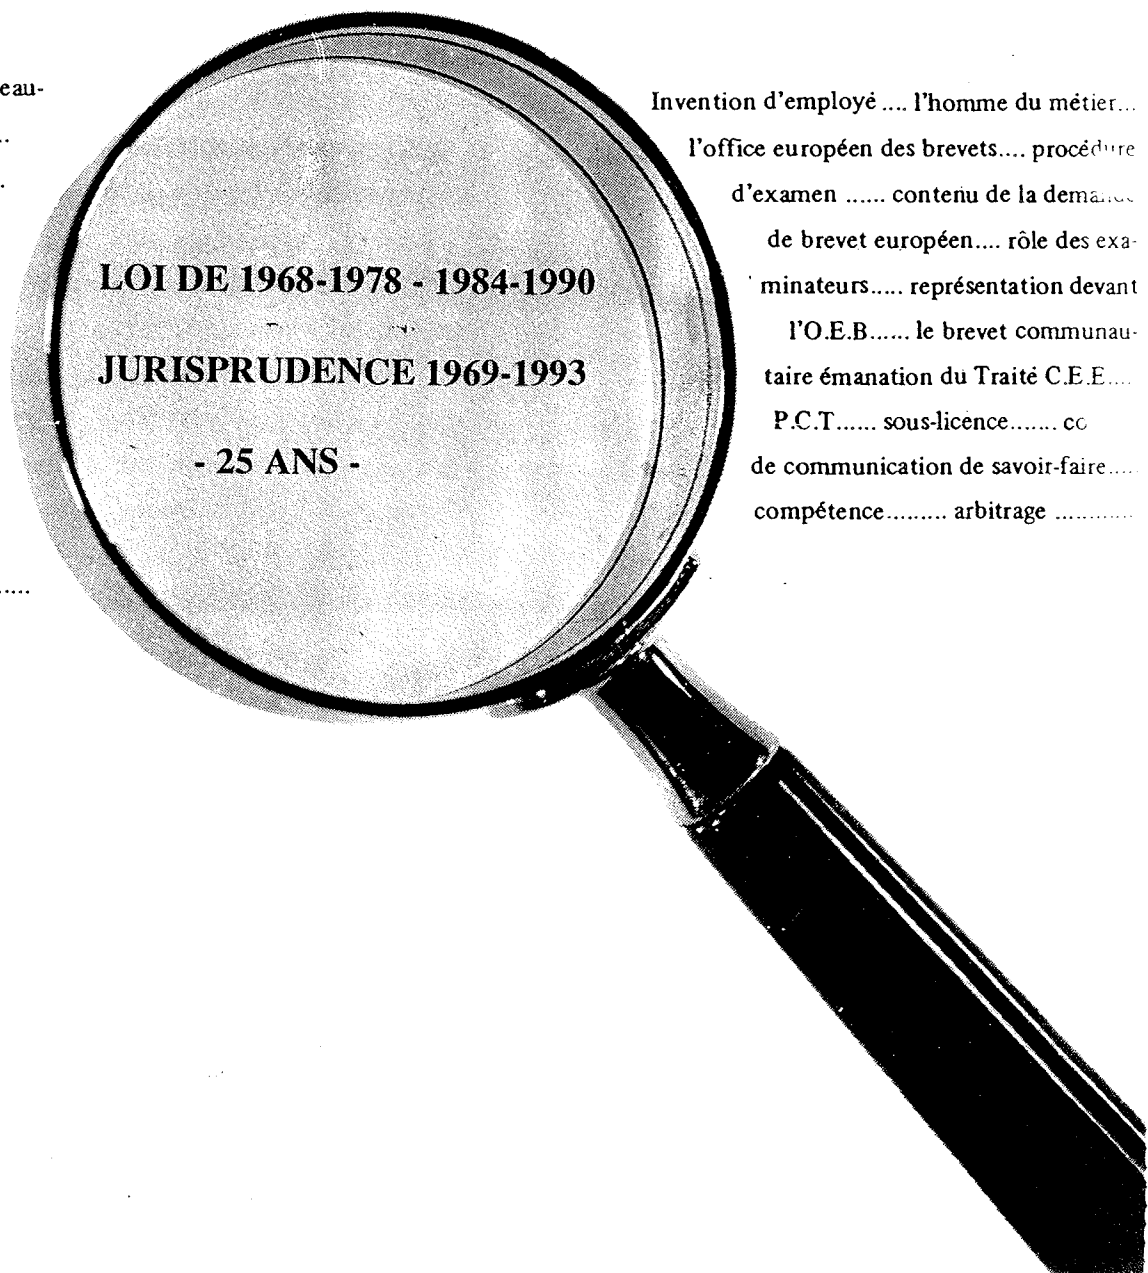 eau-
..
.
.....
LOI DE 1968-1978 - 1984-1990
JURISPRUDENCE 1969-1993
- 25 ANS -
Invention d'employé .... l'homme du métier...
l'office européen des brevets.... procédure
d'examen ...... contenu de la
de brevet européen.... rôle des exa-
minateurs..... représentation devant
l'O.E.B...... le brevet communau-
taire émanation du Traité C.E.E....
P.C.T...... sous-licence.......
de communication de savoir-faire....
compétence......... arbitrage ............